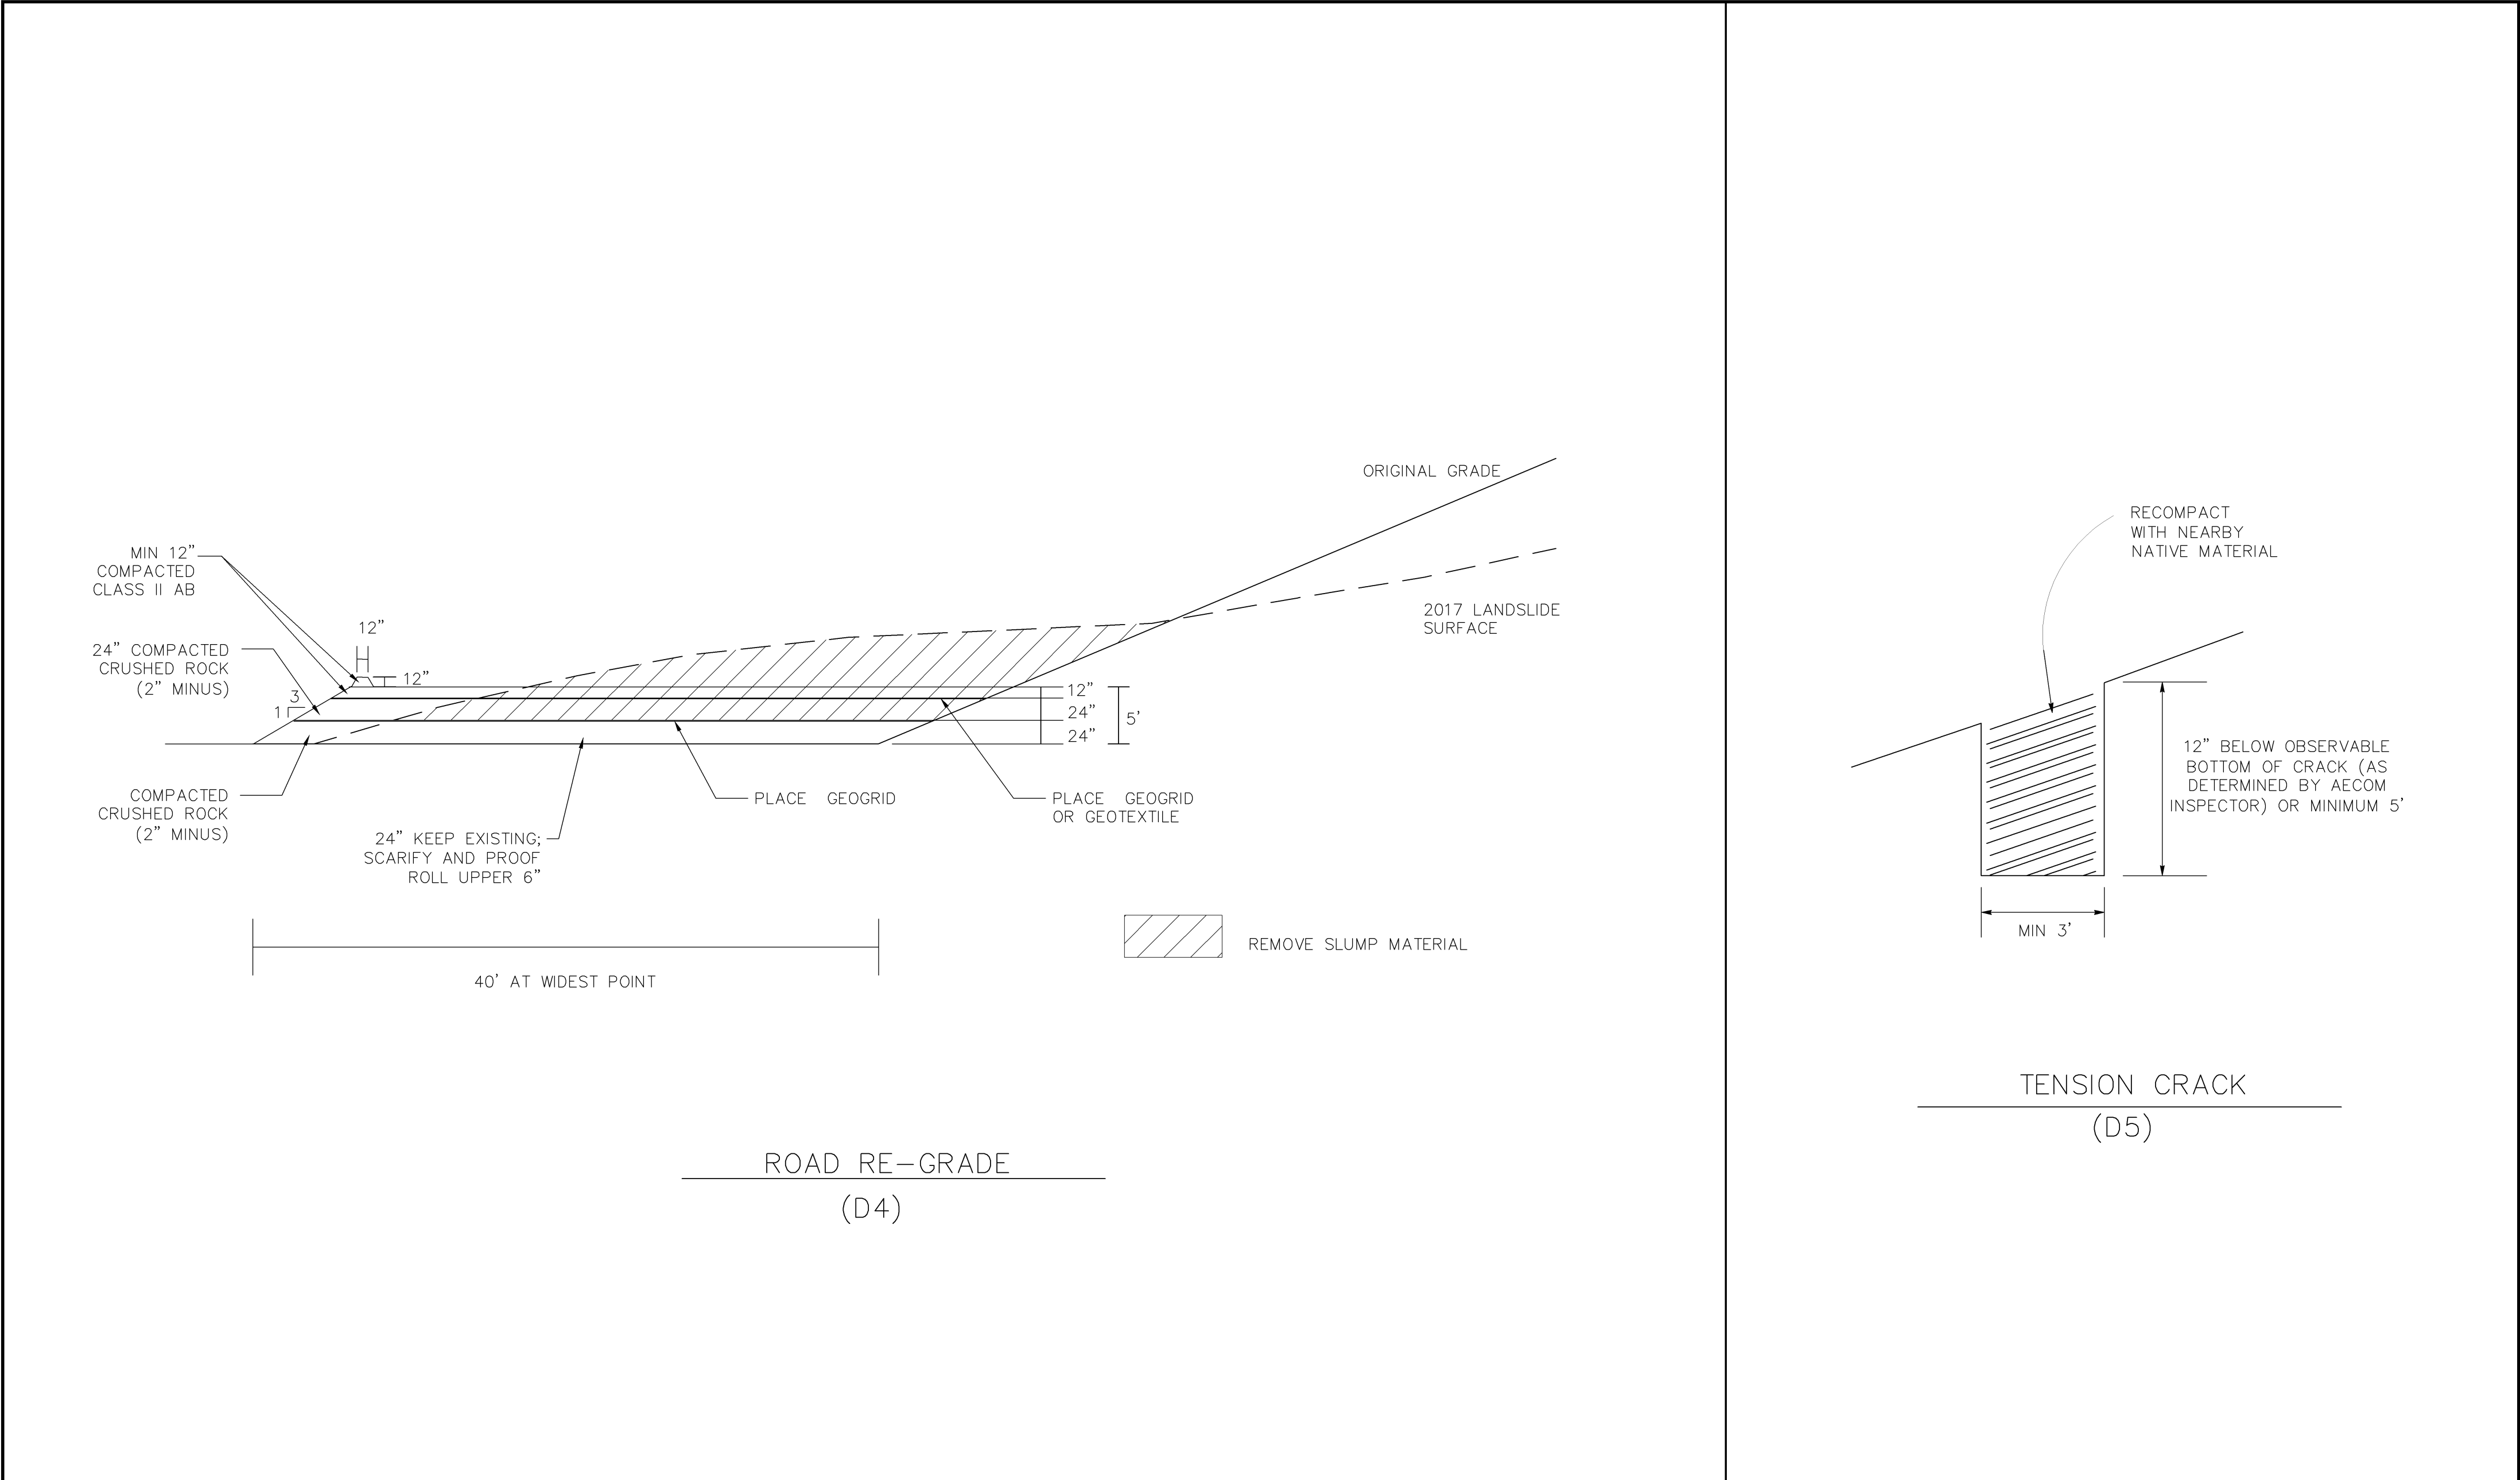 ORIGINAL GRADE
2017 LANDSLIDE
SURFACE
MIN 12”
COMPACTED
CLASS II AB
12”
24” COMPACTED
CRUSHED ROCK
(2” MINUS)
12”
3
1
12”
24”
24”
5’
COMPACTED
CRUSHED ROCK
(2” MINUS)
24” KEEP EXISTING;
SCARIFY AND PROOF
ROLL UPPER 6”
PLACE GEOGRID
PLACE GEOGRID
OR GEOTEXTILE
REMOVE SLUMP MATERIAL
40’ AT WIDEST POINT
ROAD RE-GRADE
(D4)
RECOMPACT
WITH NEARBY
NATIVE MATERIAL
12” BELOW OBSERVABLE
BOTTOM OF CRACK (AS
DETERMINED BY AECOM
INSPECTOR) OR MINIMUM 5’
MIN 3’
TENSION CRACK
(D5)